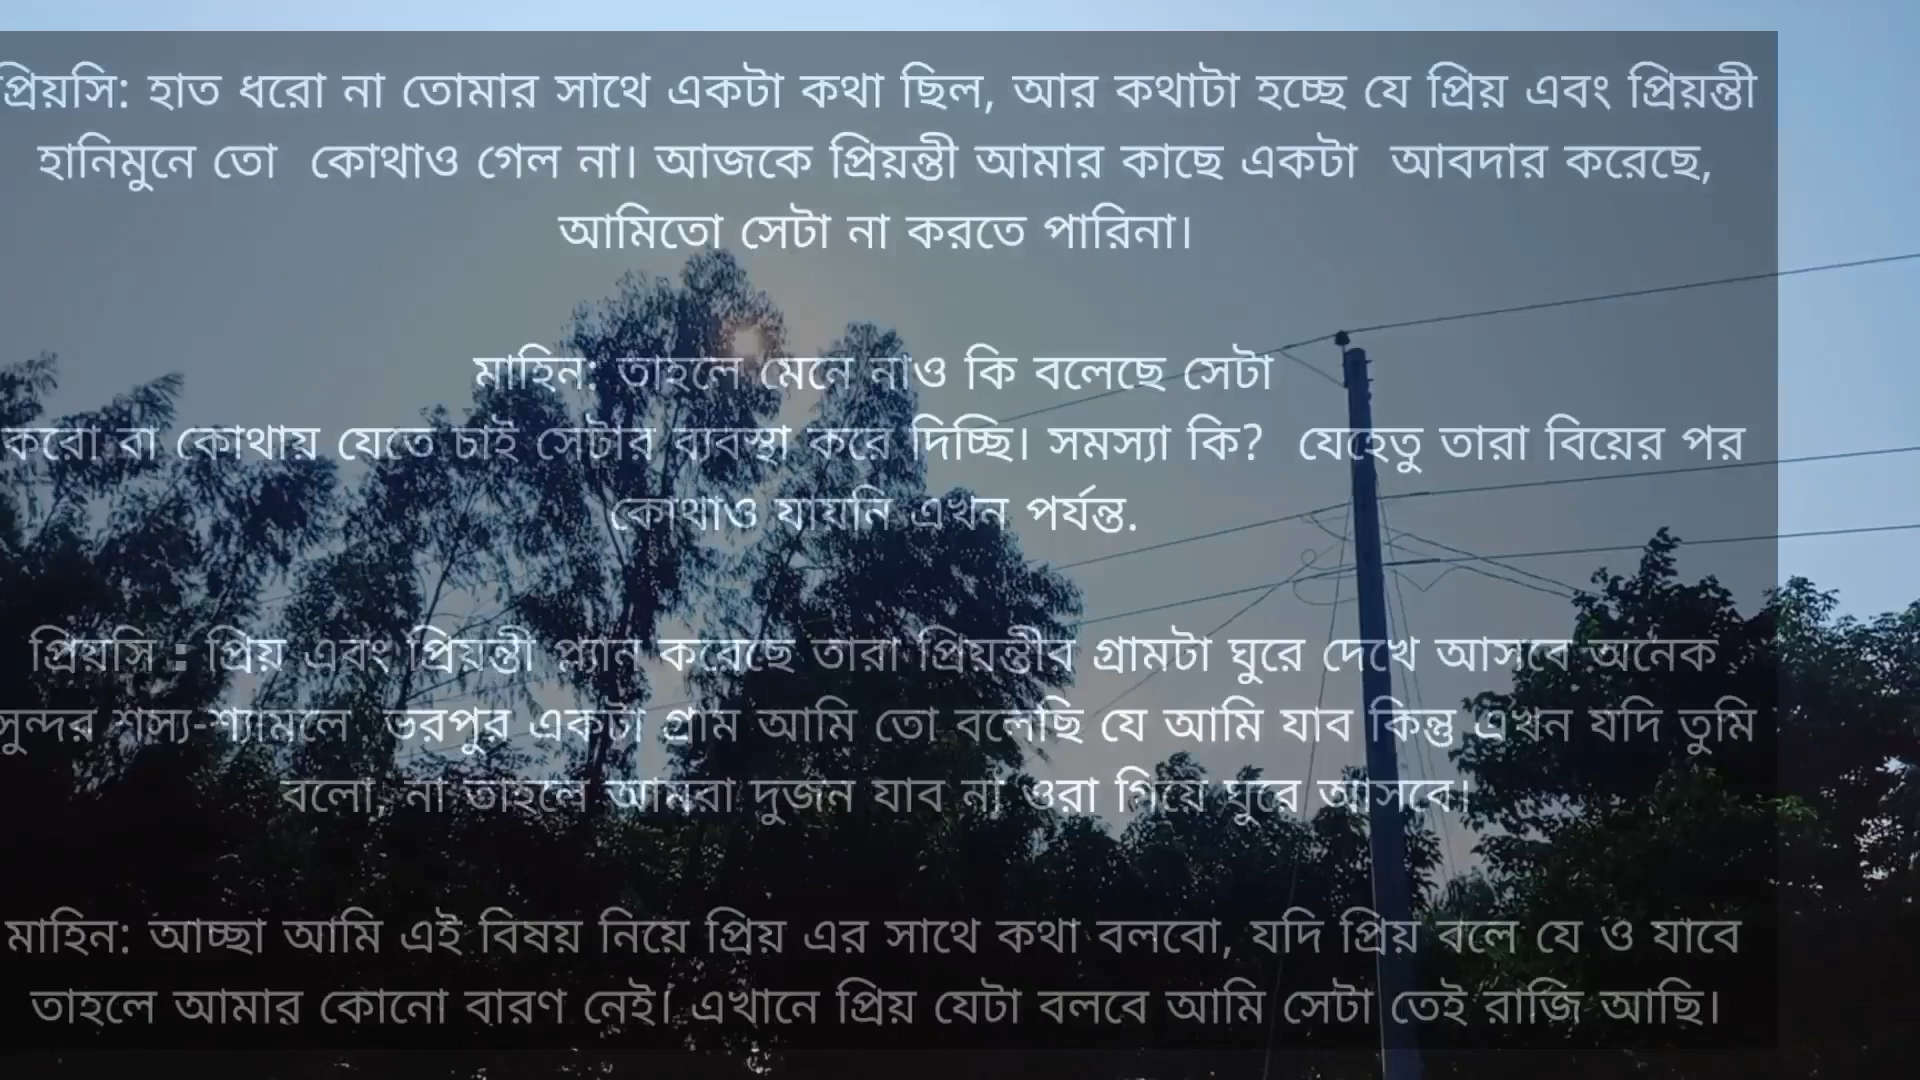 প্রিয়সি: হাত ধরো না তোমার সাথে একটা কথা ছিল, আর কথাটা হচ্ছে যে প্রিয় এবং প্রিয়ন্তী
হানিমুনে তো কোথাও গেল না। আজকে প্রিয়ন্তী আমার কাছে একটা আবদার করেছে,
আমিতো সেটা না করতে পারিনা।
মাহিন: তাহলে মেনে নাও কি বলেছে সেটা
করো বা কোথায় যেতে চাই সেটার ব্যবস্থা করে দিচ্ছি। সমস্যা কি? যেহেতু তারা বিয়ের পর
কোথাও যায়নি এখন পর্যন্ত.
প্রিয়সি : প্রিয় এবং প্রিয়ন্তী প্ল্যান করেছে তারা প্রিয়ন্তীর গ্রামটা ঘুরে দেখে আসবে অনেক
সুন্দর শস্য-শ্যামলে ভরপুর একটা গ্রাম আমি তো বলেছি যে আমি যাব কিন্তু এখন যদি তুমি
বলো, না তাহলে আমরা দুজন যাব না ওরা গিয়ে ঘুরে আসবে।
মাহিন: আচ্ছা আমি এই বিষয় নিয়ে প্রিয় এর সাথে কথা বলবো, যদি প্রিয় বলে যে ও যাবে
তাহলে আমার কোনো বারণ নেই। এখানে প্রিয় যেটা বলবে আমি সেটা তেই রাজি আছি।